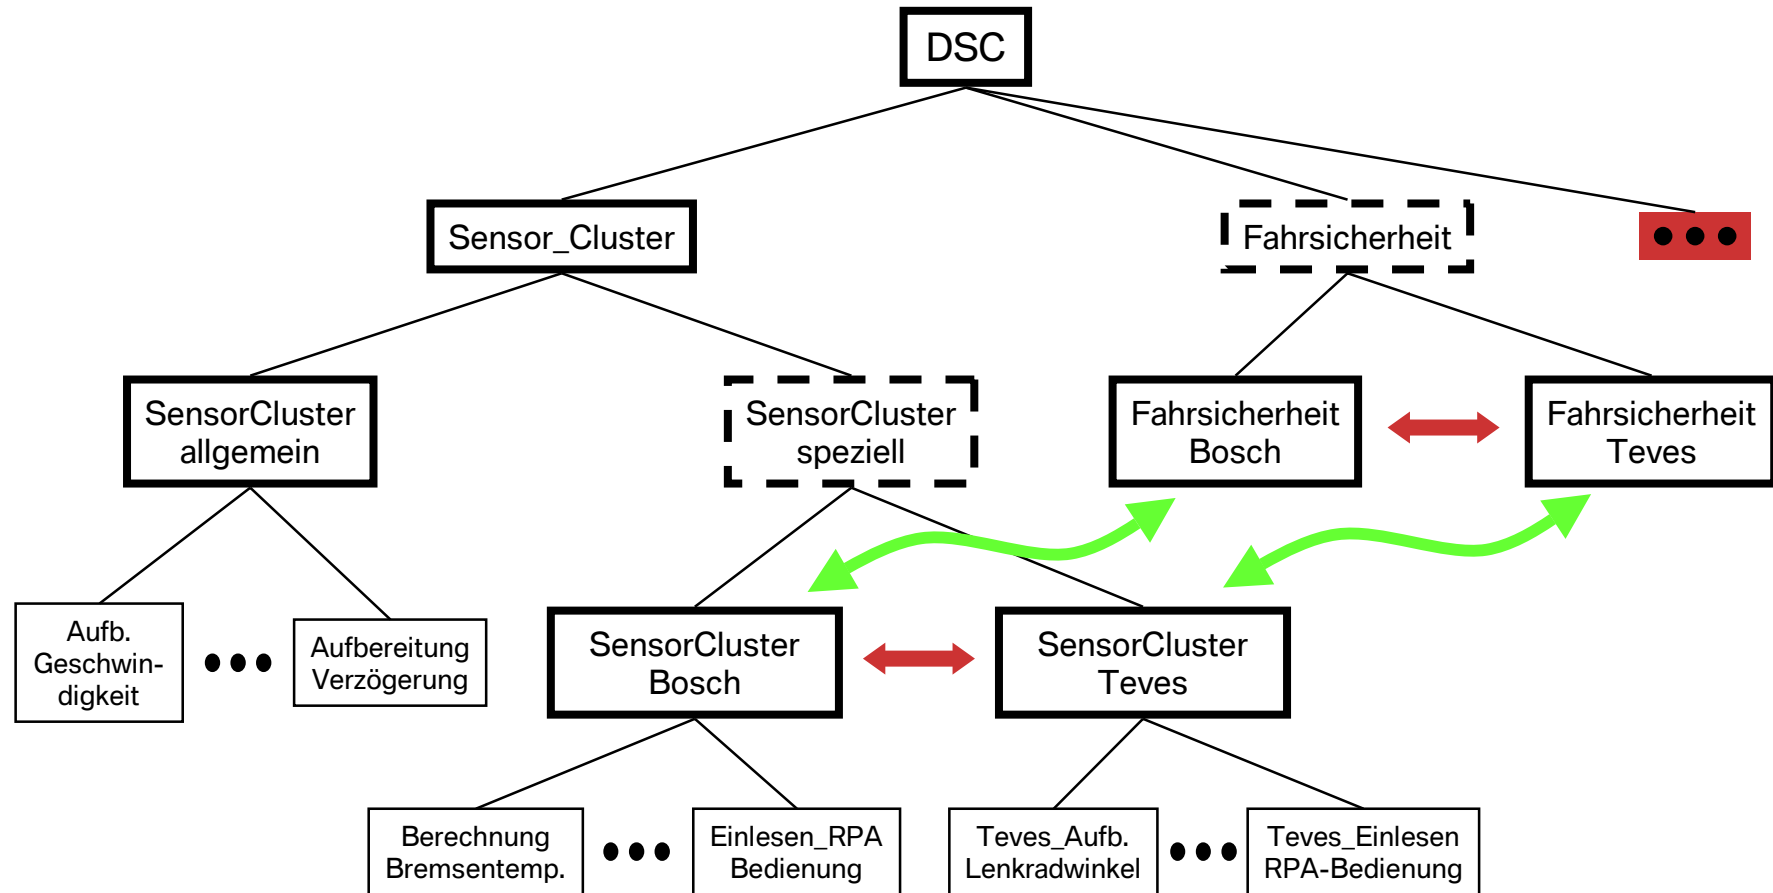 DSC
Sensor_Cluster
Fahrsicherheit
SensorCluster
allgemein
SensorCluster
speziell
Fahrsicherheit
Bosch
Fahrsicherheit
Teves
Aufb.
Geschwin-
digkeit
Aufbereitung
Verzögerung
SensorCluster
Bosch
SensorCluster
Teves
Berechnung
Bremsentemp.
Einlesen_RPA
Bedienung
Teves_Aufb.
Lenkradwinkel
Teves_Einlesen
RPA-Bedienung